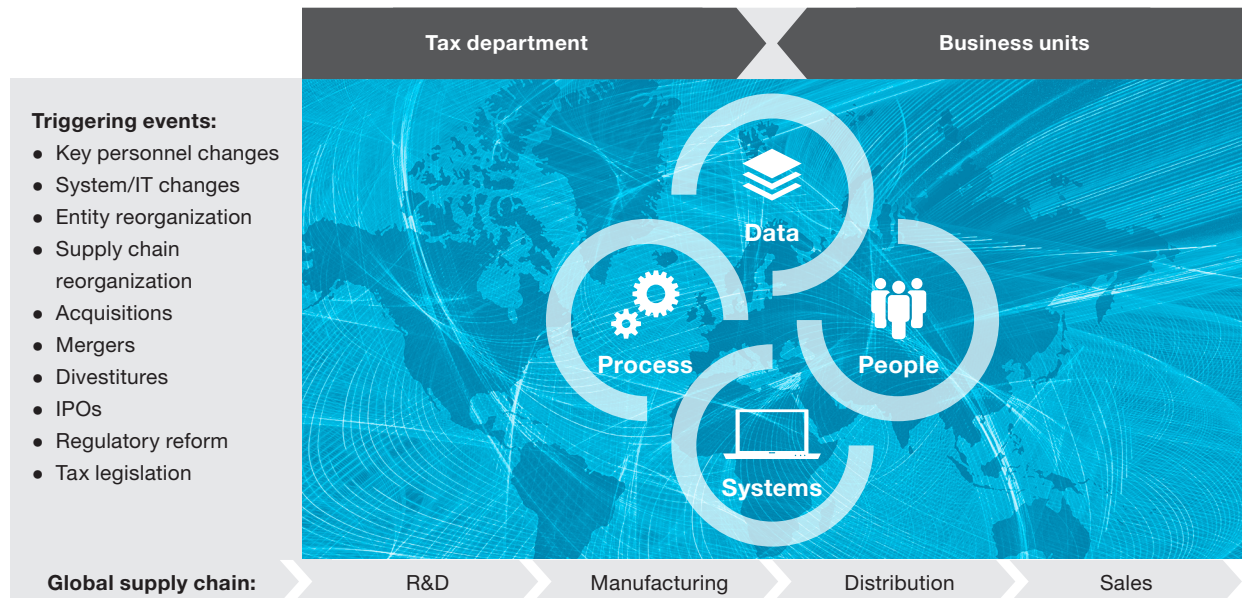 Tax department
Business units
Triggering events:
● Key personnel changes
● System/IT changes
● Entity reorganization
● Supply chain
reorganization
● Acquisitions
● Mergers
● Divestitures
● IPOs
● Regulatory reform
● Tax legislation
Data
Process
People
Systems
Global supply chain:
R&D
Manufacturing
Distribution
Sales